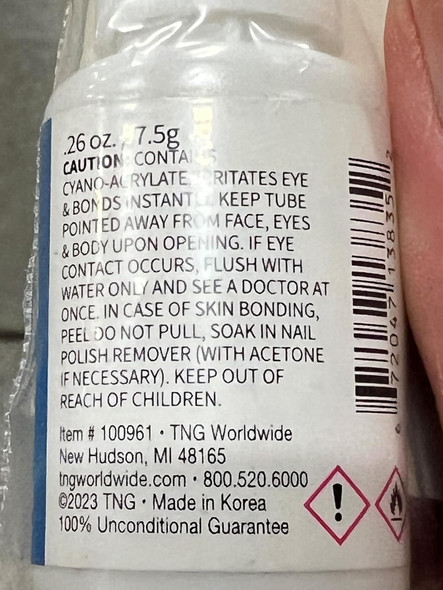 .26 oz. / 7.5g
CAUTION: CONTAINS
CYANO-ACRYLATE, IRRITATES EYE
& BONDS INSTANTLY. KEEP TUBE
POINTED AWAY FROM FACE, EYES
& BODY UPON OPENING. IF EYE
CONTACT OCCURS, FLUSH WITH
WATER ONLY AND SEE A DOCTOR AT
ONCE. IN CASE OF SKIN BONDING,
PEEL DO NOT PULL, SOAK IN NAIL
POLISH REMOVER (WITH ACETONE
IF NECESSARY). KEEP OUT OF
REACH OF CHILDREN.
Item # 100961 • TNG Worldwide
New Hudson, MI 48165
tngworldwide.com • 800.520.6000
©2023 TNG • Made in Korea
100% Unconditional Guarantee
6 72047 13835 2